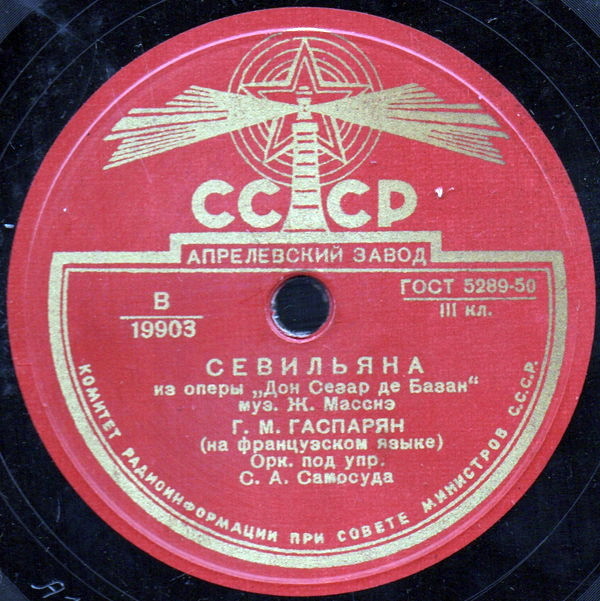 СССР
АПРЕЛЕВСКИЙ ЗАВОД
В
19903
ГОСТ 5289-50
III кл.
СЕВИЛЬЯНА
из оперы „Дон Сезар де Базан“
муз. Ж. Масснэ
Г. М. ГАСПАРЯН
(на французском языке)
Орк. под упр.
С. А. Самосуда
КОМИТЕТ РАДИОИНФОРМАЦИИ ПРИ СОВЕТЕ МИНИСТРОВ С.С.С.Р.